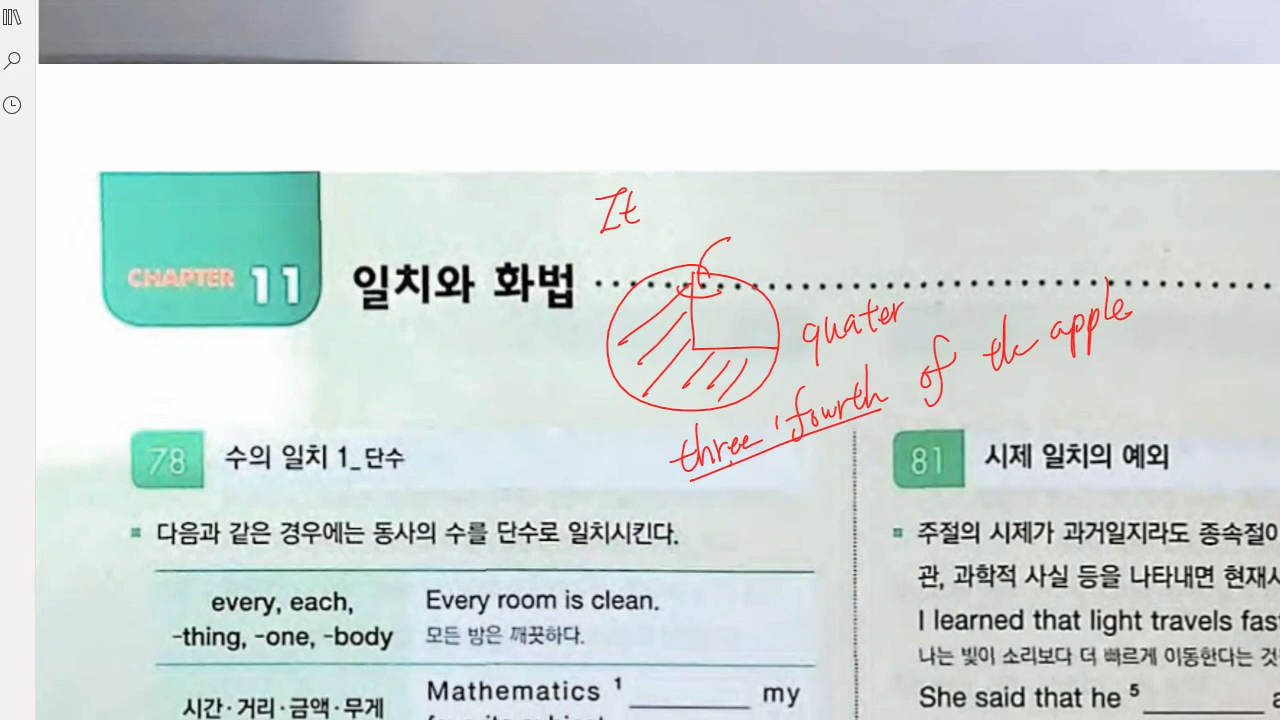 It
CHAPTER 11 일치와 화법
quater
three fourth of the apple
78 수의 일치 1_단수
다음과 같은 경우에는 동사의 수를 단수로 일치시킨다.
every, each,
-thing, -one, -body
Every room is clean.
모든 방은 깨끗하다.
시간·거리·금액·무게
Mathematics 1 ________ my
81 시제 일치의 예외
주절의 시제가 과거일지라도 종속절이
관, 과학적 사실 등을 나타내면 현재시
I learned that light travels fas
나는 빛이 소리보다 더 빠르게 이동한다는 것
She said that he 5 ________ a